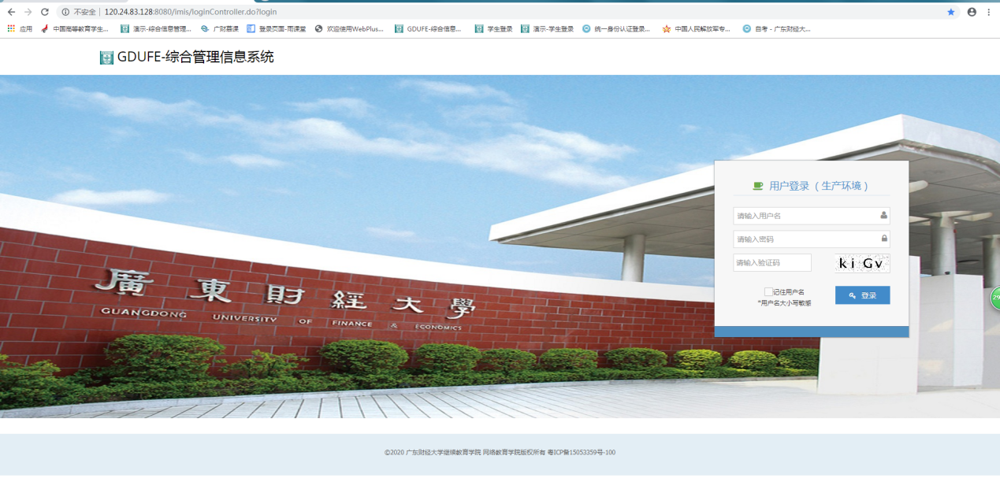 不安全 | 120.24.83.128:8080/lmis/loginController.do?login
应用 中国高等教育学生... 演示-综合信息管理... 广财慕课 登录页面-雨课堂 欢迎使用WebPlus... GDUFE-综合信息... 学生登录 演示-学生登录 统一身份认证登录... 中国人民解放军专... 自考 - 广东财经大...
GDUFE-综合管理信息系统
用户登录（生产环境）
请输入用户名
请输入密码
请输入验证码 ki Gv
记住用户名
*用户名大小写敏感
登录
29
廣東財經大學
GUANGDONG UNIVERSITY OF FINANCE & ECONOMICS
©2020 广东财经大学继续教育学院 网络教育学院版权所有 粤ICP备15053359号-100